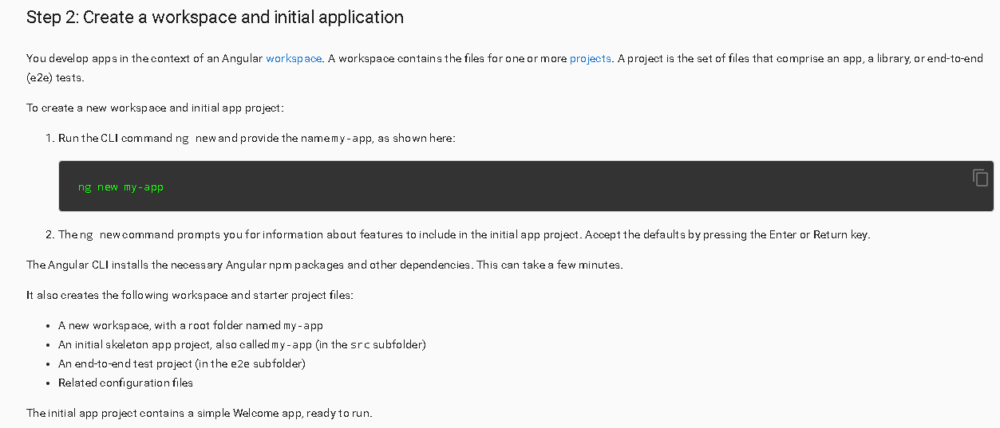 Step 2: Create a workspace and initial application
You develop apps in the context of an Angular workspace. A workspace contains the files for one or more projects. A project is the set of files that comprise an app, a library, or end-to-end
(e2e) tests.
To create a new workspace and initial app project:
1. Run the CLI command ng new and provide the name my-app, as shown here:
ng new my-app
2. The ng new command prompts you for information about features to include in the initial app project. Accept the defaults by pressing the Enter or Return key.
The Angular CLI installs the necessary Angular npm packages and other dependencies. This can take a few minutes.
It also creates the following workspace and starter project files:
• A new workspace, with a root folder named my-app
• An initial skeleton app project, also called my-app (in the src subfolder)
• An end-to-end test project (in the e2e subfolder)
• Related configuration files
The initial app project contains a simple Welcome app, ready to run.